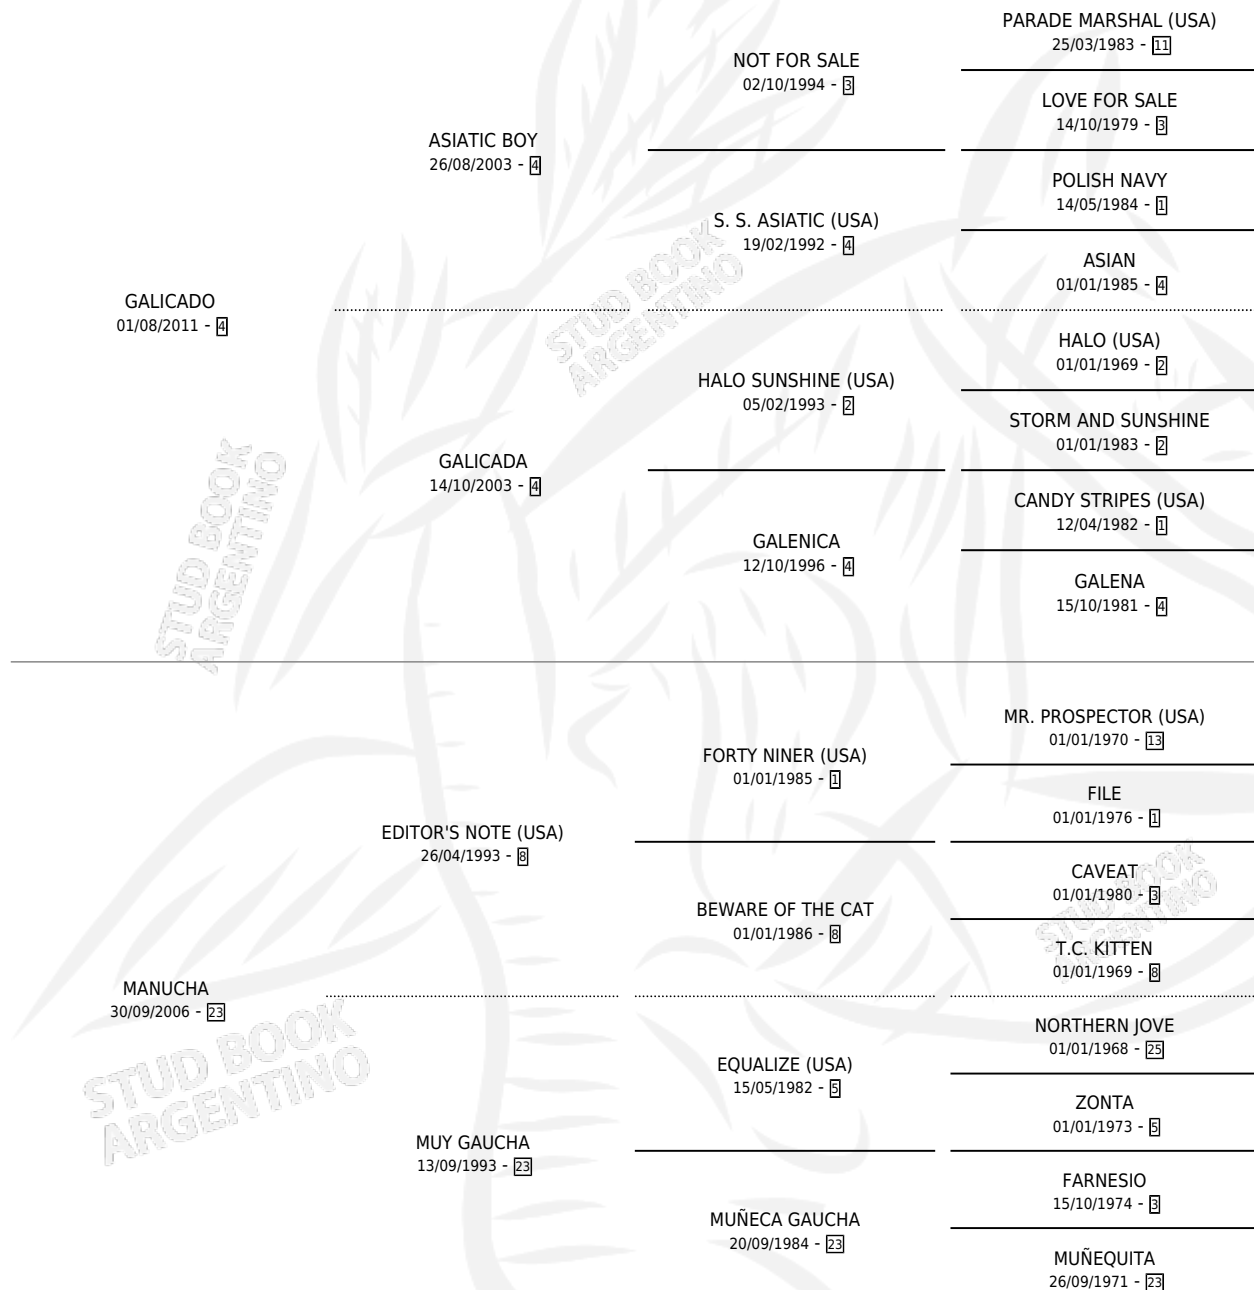 PARADE MARSHAL (USA)
25/03/1983 - 11
NOT FOR SALE
02/10/1994 - 3
LOVE FOR SALE
14/10/1979 - 3
ASIATIC BOY
26/08/2003 - 4
POLISH NAVY
14/05/1984 - 1
S. S. ASIATIC (USA)
19/02/1992 - 4
ASIAN
01/01/1985 - 4
GALICADO
01/08/2011 - 4
STUD BOOK
ARGENTINO
HALO (USA)
01/01/1969 - 2
HALO SUNSHINE (USA)
05/02/1993 - 2
STORM AND SUNSHINE
01/01/1983 - 2
GALICADA
14/10/2003 - 4
CANDY STRIPES (USA)
12/04/1982 - 1
GALENICA
12/10/1996 - 4
GALENA
15/10/1981 - 4
STUD BOOK
ARGENTINO
MR. PROSPECTOR (USA)
01/01/1970 - 13
FORTY NINER (USA)
01/01/1985 - 1
FILE
01/01/1976 - 1
EDITOR'S NOTE (USA)
26/04/1993 - 8
CAVEAT
01/01/1980 - 3
BEWARE OF THE CAT
01/01/1986 - 8
T.C. KITTEN
01/01/1969 - 8
STUD BOOK
ARGENTINO
MANUCHA
30/09/2006 - 23
NORTHERN JOVE
01/01/1968 - 25
EQUALIZE (USA)
15/05/1982 - 5
ZONTA
01/01/1973 - 5
STUD BOOK
ARGENTINO
MUY GAUCHA
13/09/1993 - 23
FARNESIO
15/10/1974 - 3
MUÑECA GAUCHA
20/09/1984 - 23
MUÑEQUITA
26/09/1971 - 23